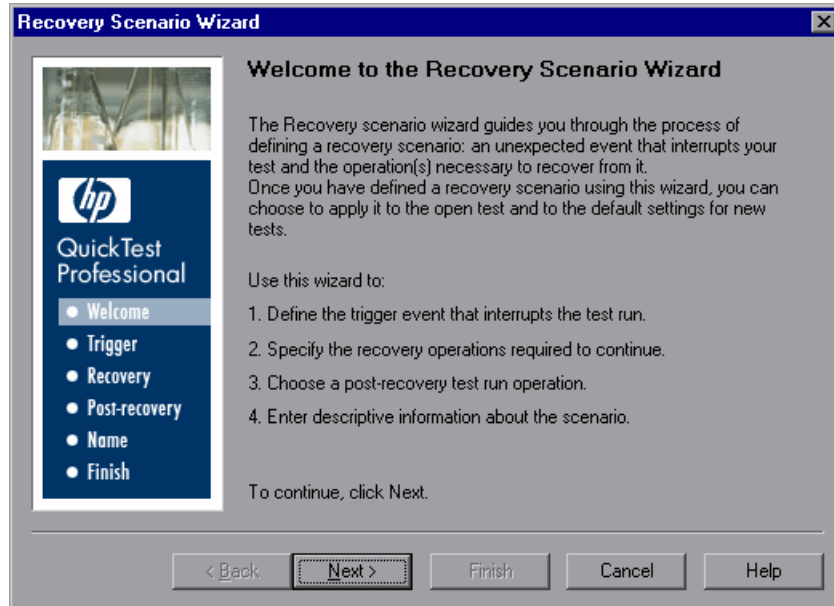 Recovery Scenario Wizard
Welcome to the Recovery Scenario Wizard
The Recovery scenario wizard guides you through the process of
defining a recovery scenario: an unexpected event that interrupts your
test and the operation(s) necessary to recover from it.
Once you have defined a recovery scenario using this wizard, you can
choose to apply it to the open test and to the default settings for new
tests.
Use this wizard to:
1. Define the trigger event that interrupts the test run.
2. Specify the recovery operations required to continue.
3. Choose a post-recovery test run operation.
4. Enter descriptive information about the scenario.
To continue, click Next.
hp
QuickTest
Professional
Welcome
Trigger
Recovery
Post-recovery
Name
Finish
< Back
Next >
Finish
Cancel
Help